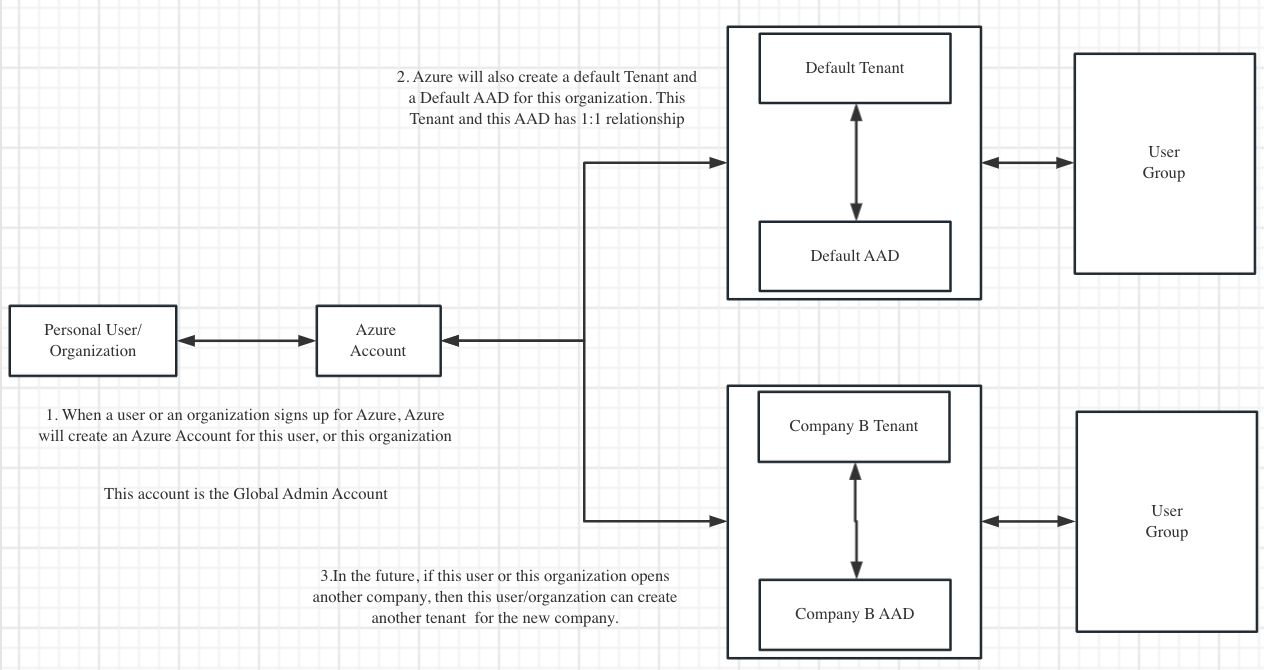 2. Azure will also create a default Tenant and
a Default AAD for this organization. This
Tenant and this AAD has 1:1 relationship
Default Tenant
Default AAD
User
Group
Personal User/
Organization
Azure
Account
1. When a user or an organization signs up for Azure, Azure
will create an Azure Account for this user, or this organization
This account is the Global Admin Account
3.In the future, if this user or this organization opens
another company, then this user/organzation can create
another tenant for the new company.
Company B Tenant
Company B AAD
User
Group